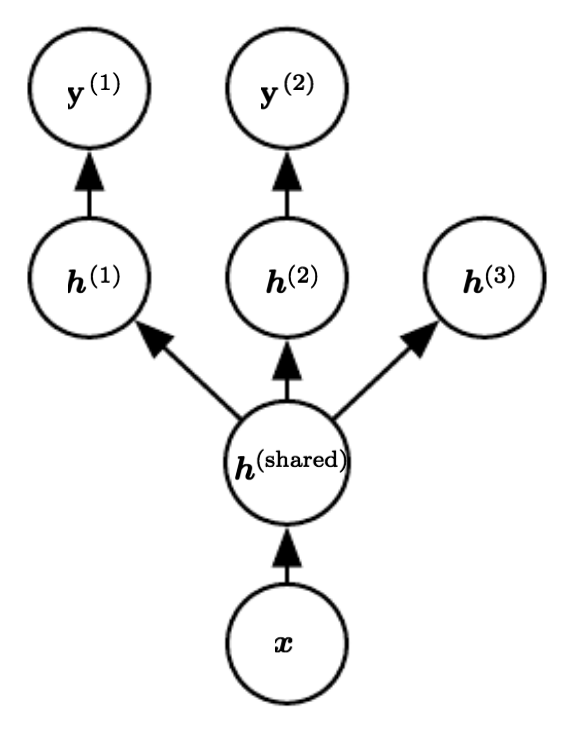 y(1) y(2)
h(1) h(2) h(3)
h(shared)
x